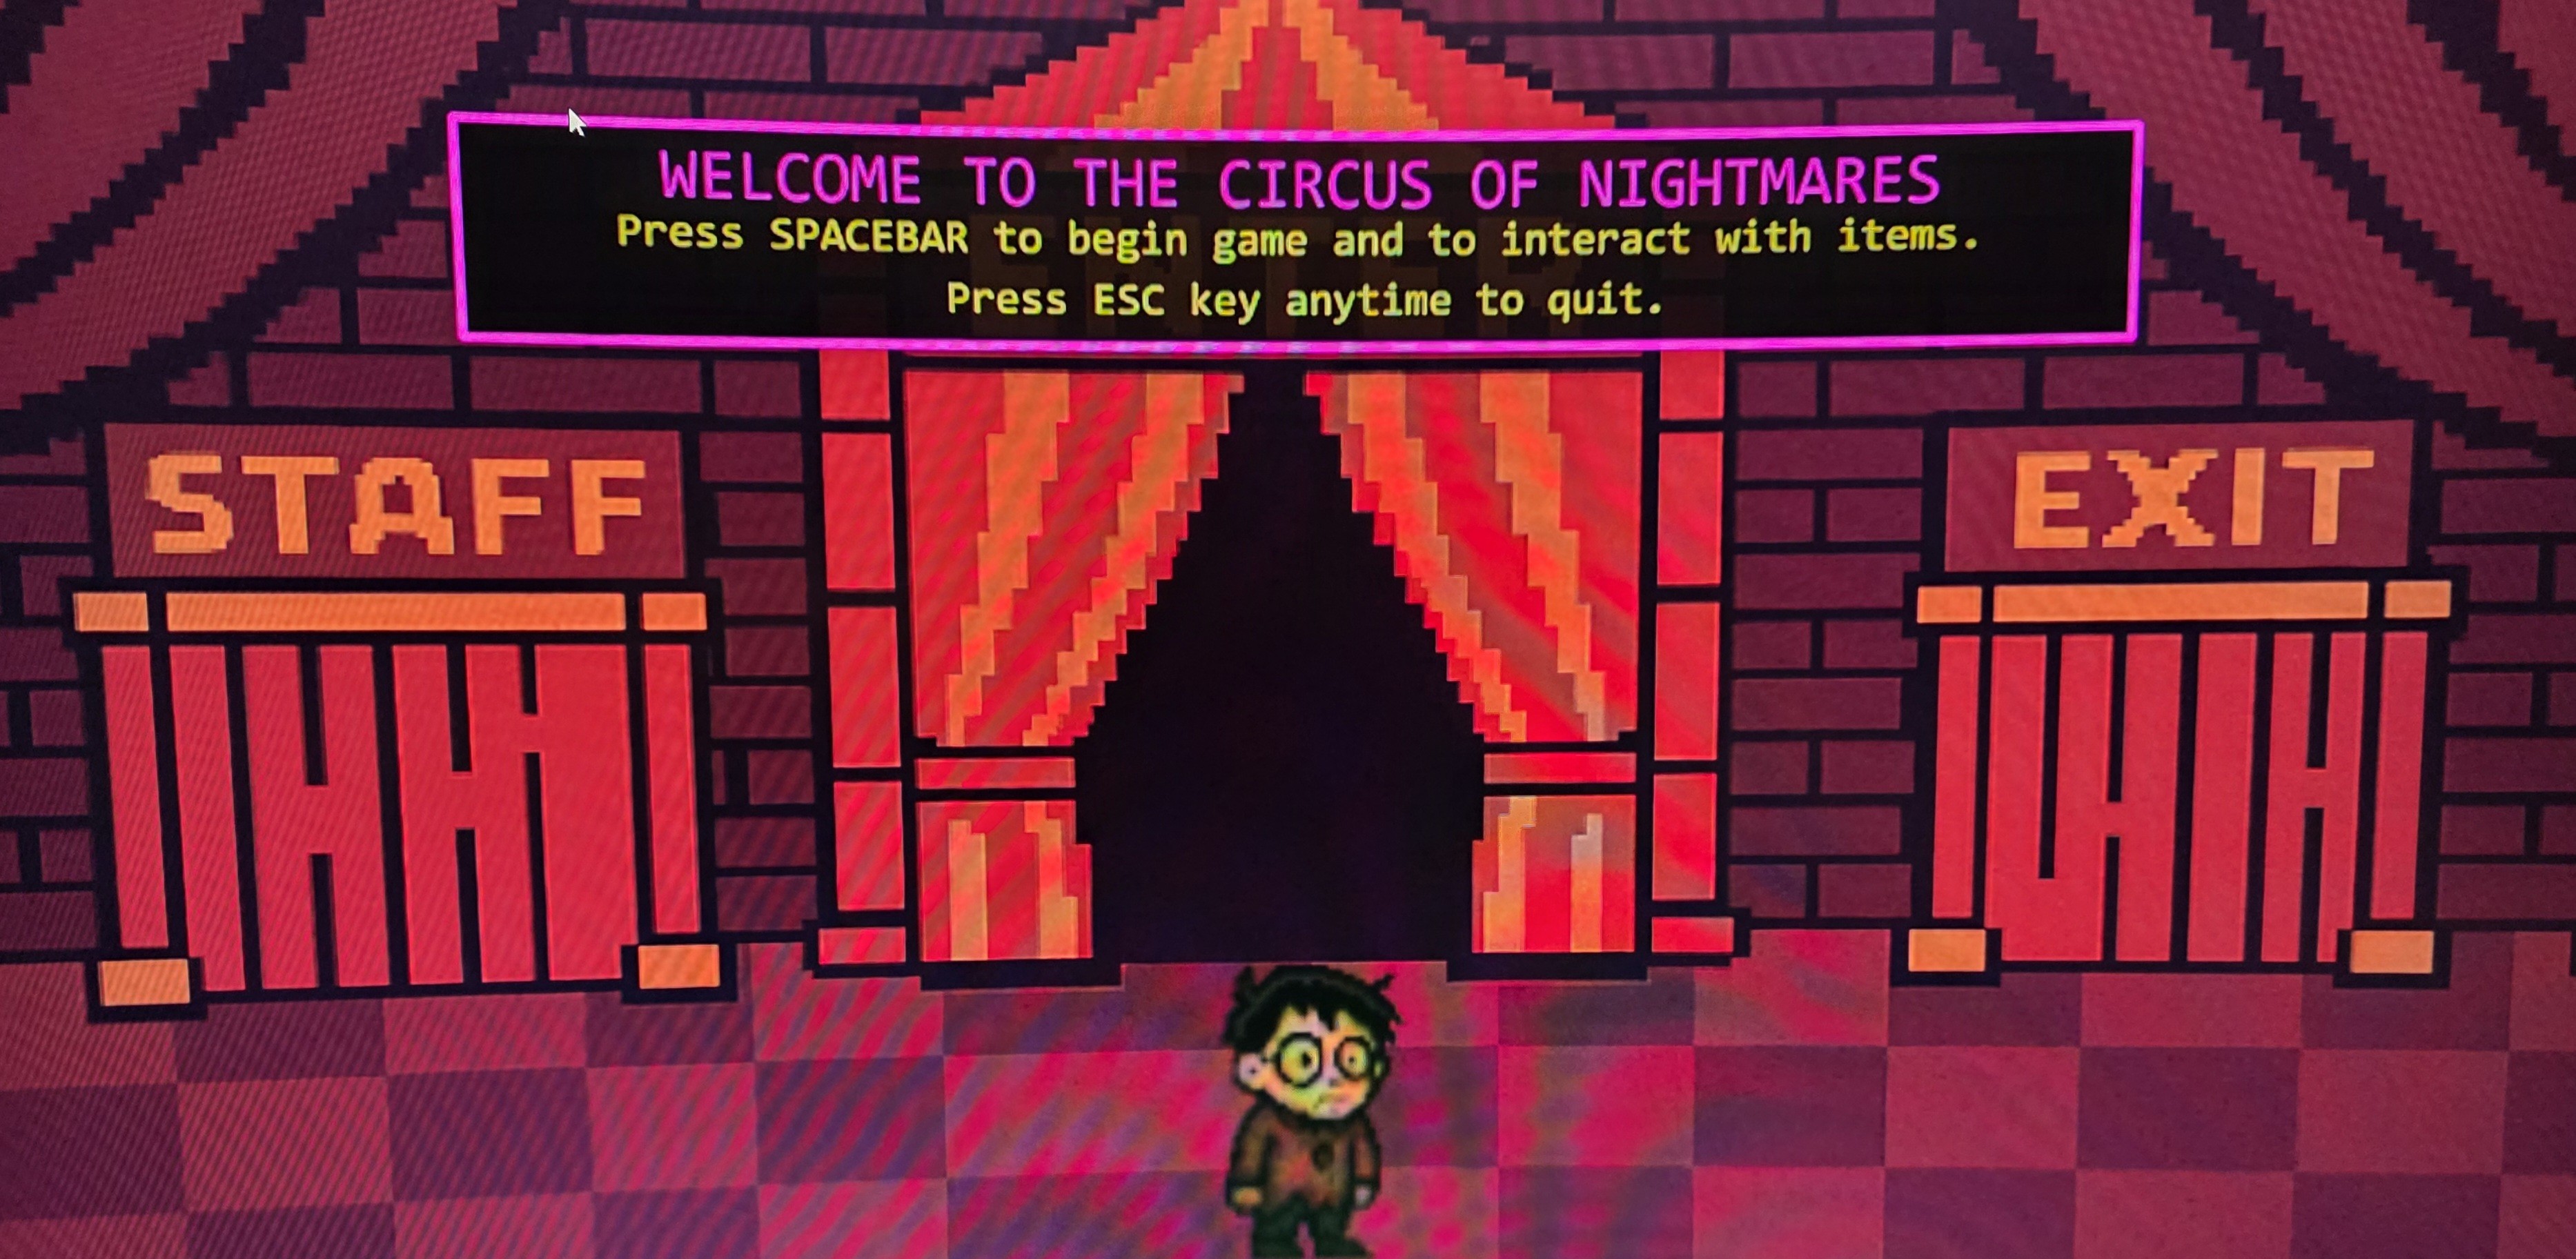 WELCOME TO THE CIRCUS OF NIGHTMARES
Press SPACEBAR to begin game and to interact with items.
Press ESC key anytime to quit.
STAFF
EXIT